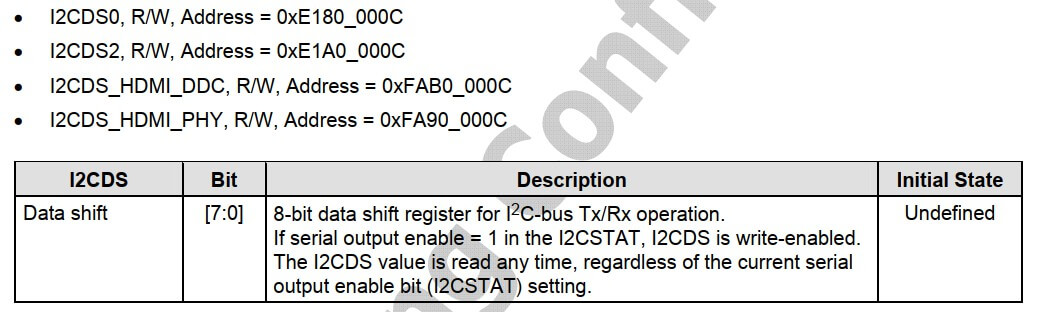 • I2CDS0, R/W, Address = 0xE180_000C
• I2CDS2, R/W, Address = 0xE1A0_000C
• I2CDS_HDMI_DDC, R/W, Address = 0xFAB0_000C
• I2CDS_HDMI_PHY, R/W, Address = 0xFA90_000C
I2CDS Bit Description Initial State
Data shift [7:0] 8-bit data shift register for I²C-bus Tx/Rx operation. Undefined
If serial output enable = 1 in the I2CSTAT, I2CDS is write-enabled.
The I2CDS value is read any time, regardless of the current serial
output enable bit (I2CSTAT) setting.